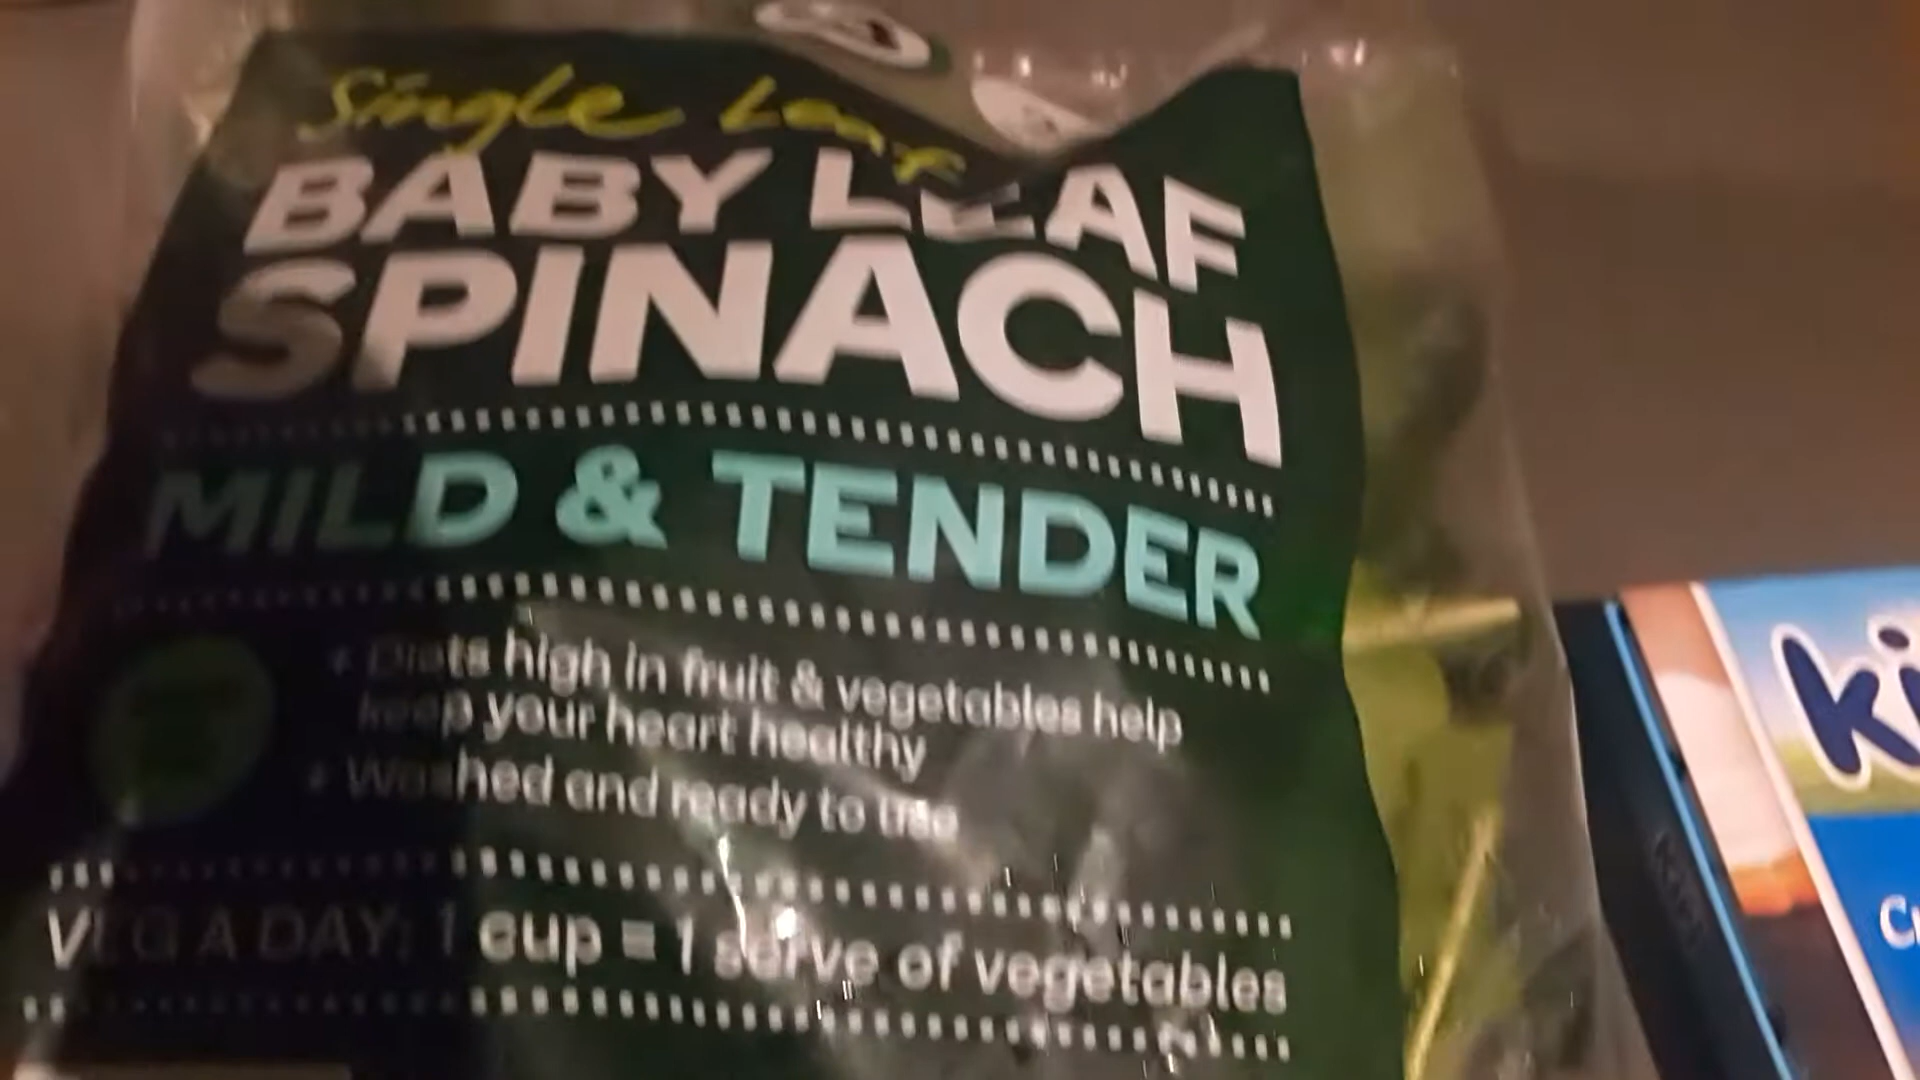 Single Leaf
BABY LEAF
SPINACH
MILD & TENDER
• Diets high in fruit & vegetables help
keep your heart healthy
• Washed and ready to use
VEG A DAY: 1 cup = 1 serve of vegetables
ki